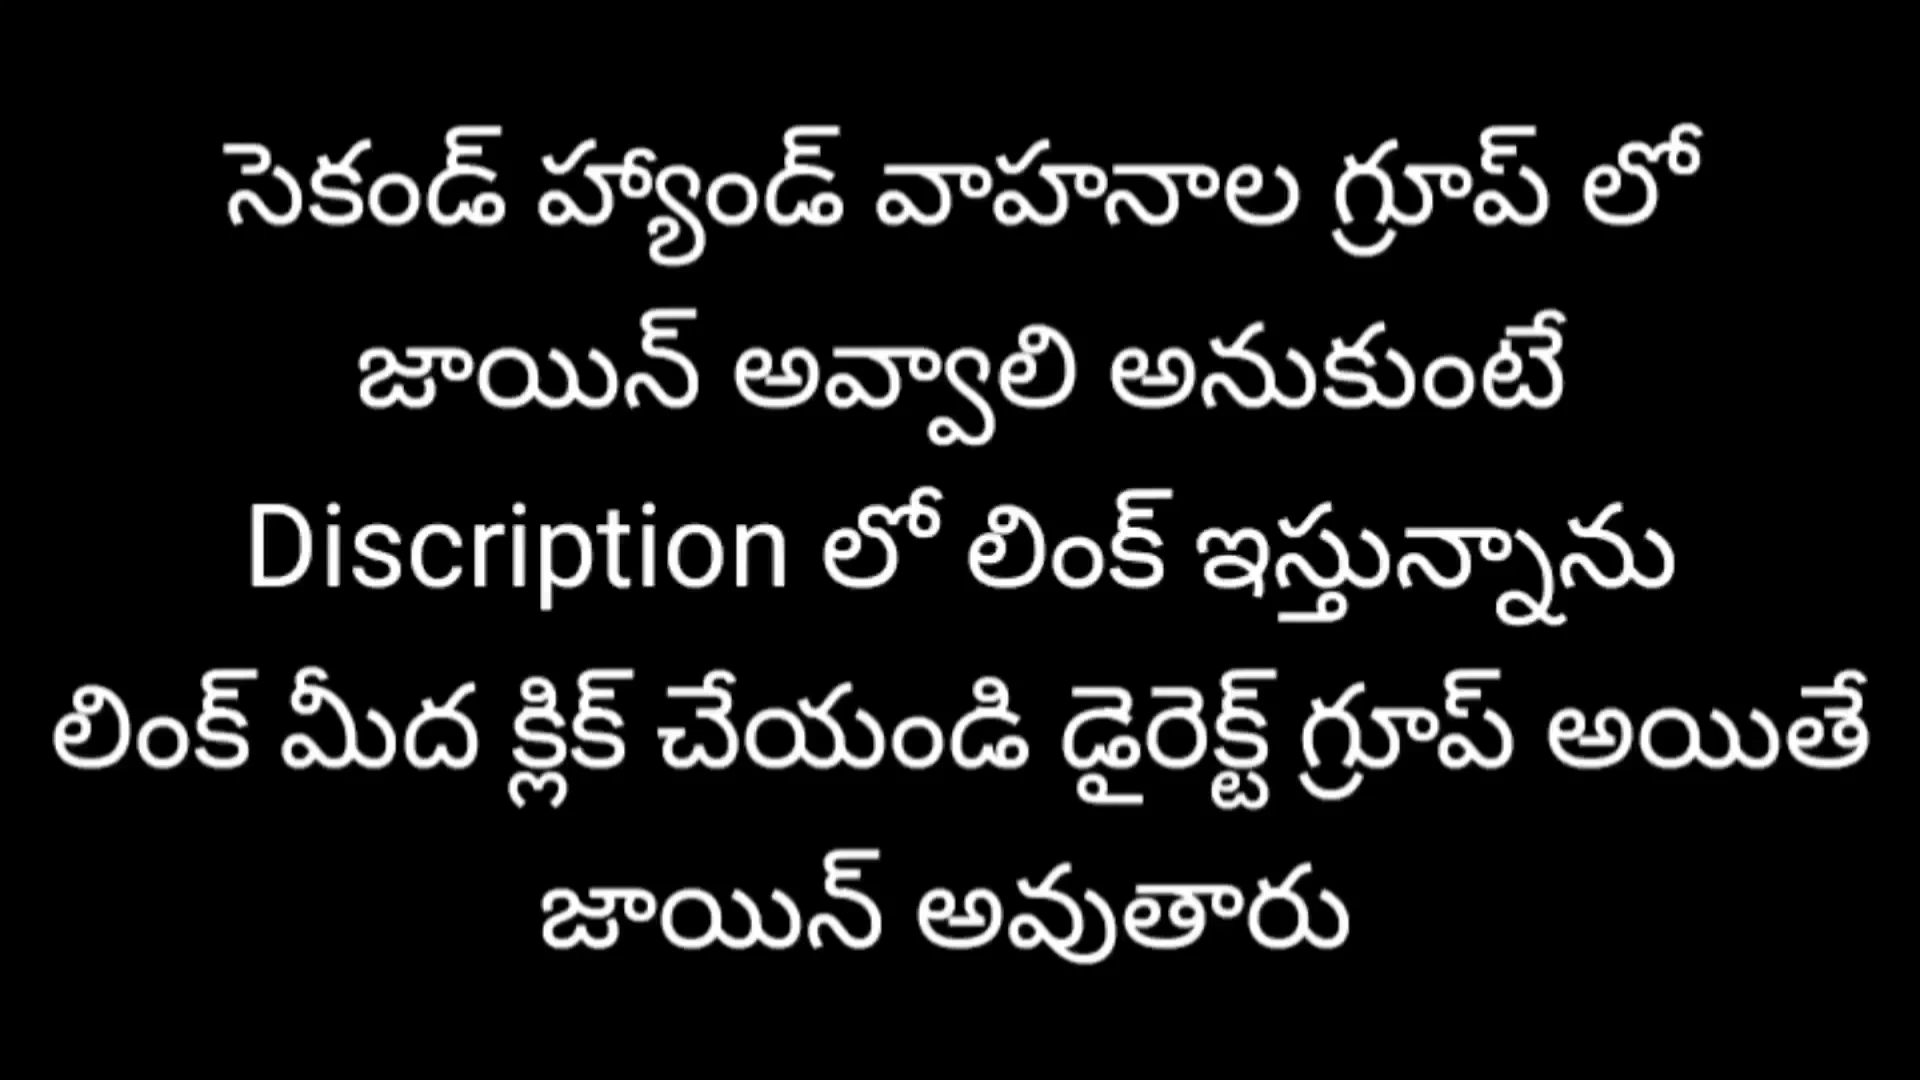 సెకండ్ హ్యాండ్ వాహనాల గ్రూప్ లో
జాయిన్ అవ్వాలి అనుకుంటే
Discription లో లింక్ ఇస్తున్నాను
లింక్ మీద క్లిక్ చేయండి డైరెక్ట్ గ్రూప్ అయితే
జాయిన్ అవుతారు